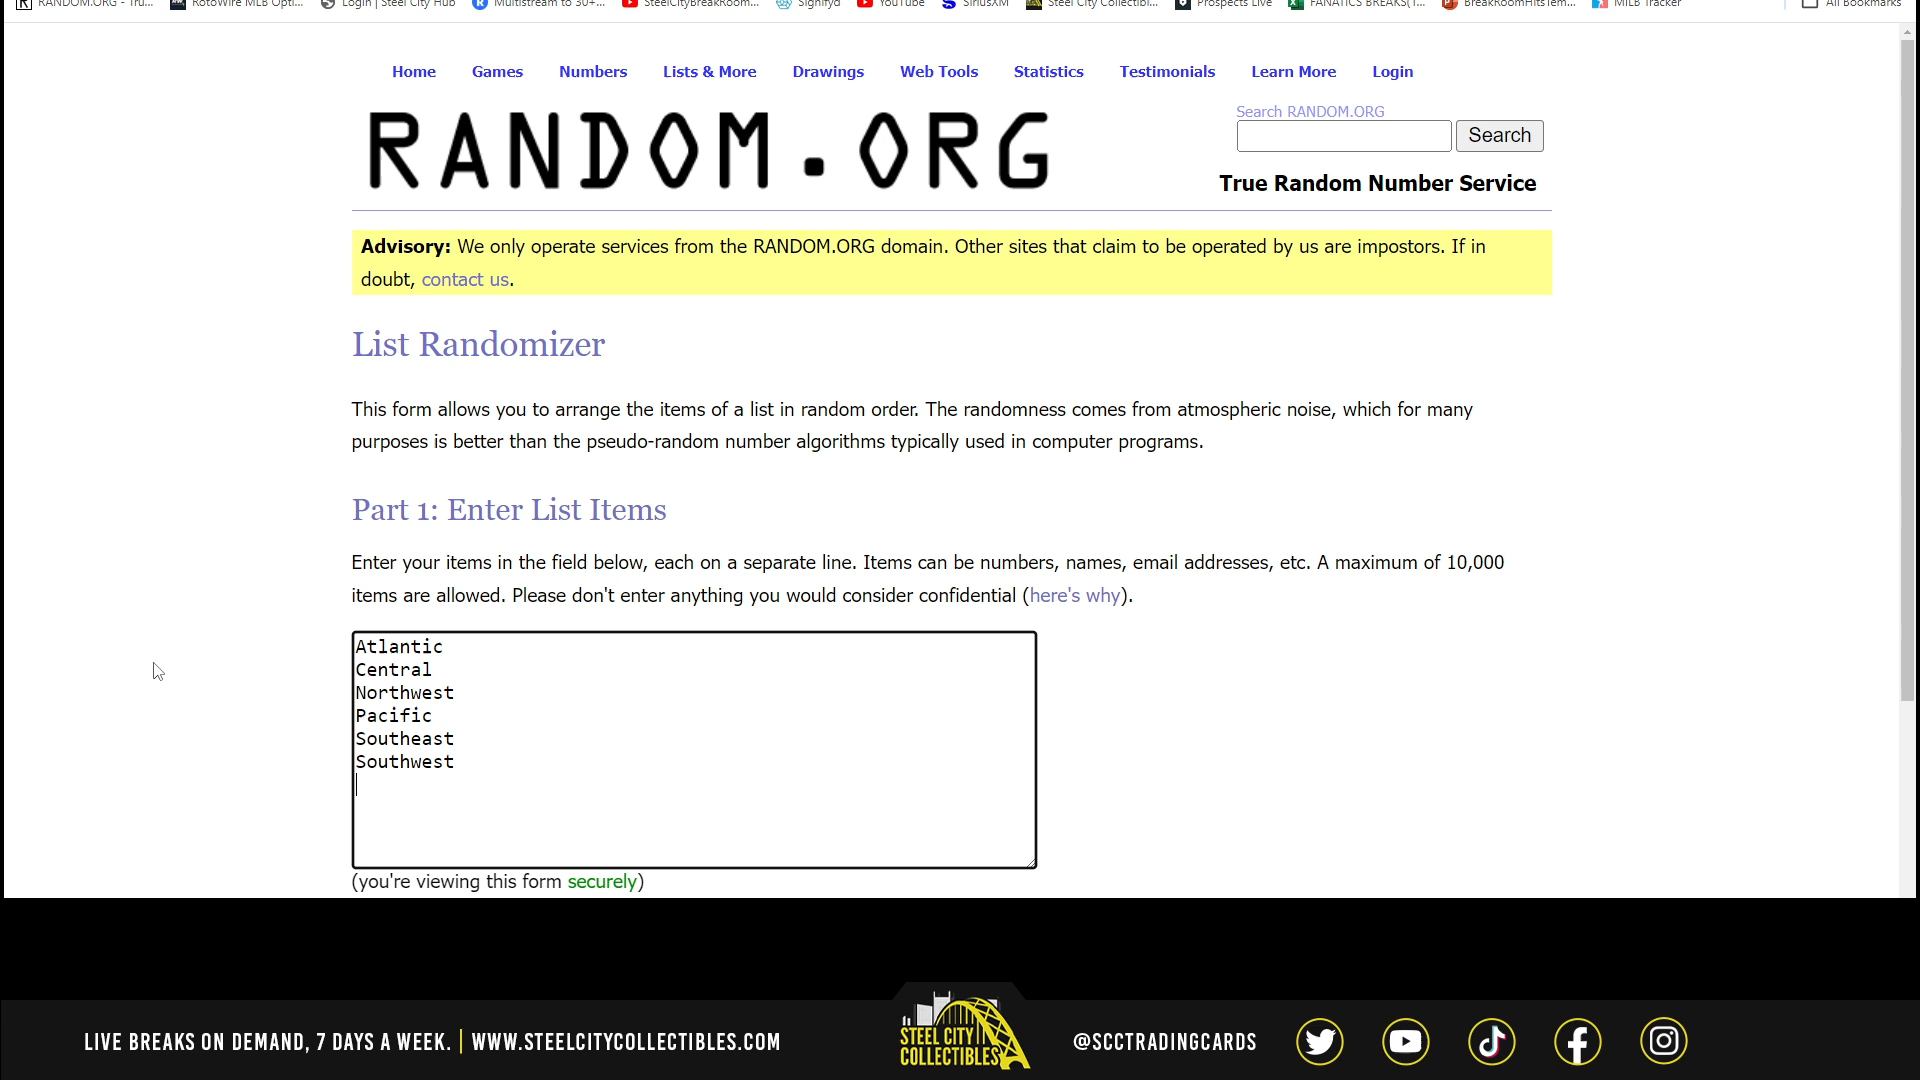 RANDOM.ORG - Tru... RotoWire MLB Opti... Login | Steel City Hub Multistream to 30+... SteelCityBreakRoom... Signifyd YouTube SiriusXM Steel City Collectibl... Prospects Live FANATICS BREAKS(1... BreakRoomHitsTem... MILB Tracker All Bookmarks
Home Games Numbers Lists & More Drawings Web Tools Statistics Testimonials Learn More Login
RANDOM.ORG
Search RANDOM.ORG
Search
True Random Number Service
Advisory: We only operate services from the RANDOM.ORG domain. Other sites that claim to be operated by us are impostors. If in
doubt, contact us.
List Randomizer
This form allows you to arrange the items of a list in random order. The randomness comes from atmospheric noise, which for many
purposes is better than the pseudo-random number algorithms typically used in computer programs.
Part 1: Enter List Items
Enter your items in the field below, each on a separate line. Items can be numbers, names, email addresses, etc. A maximum of 10,000
items are allowed. Please don't enter anything you would consider confidential (here's why).
Atlantic
Central
Northwest
Pacific
Southeast
Southwest
(you're viewing this form securely)
LIVE BREAKS ON DEMAND, 7 DAYS A WEEK. | WWW.STEELCITYCOLLECTIBLES.COM
STEEL CITY
COLLECTIBLES
@SCCTRADINGCARDS